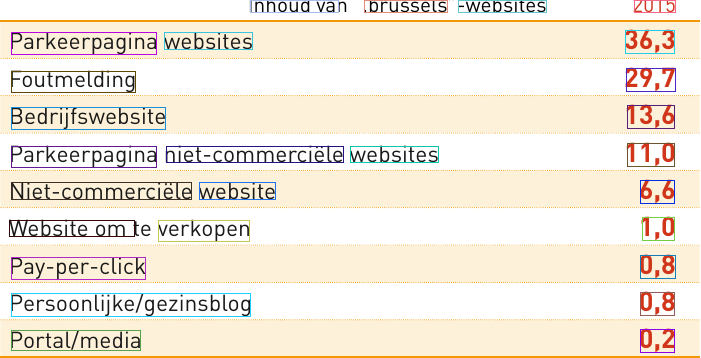 Inhoud van .brussels -websites 2015
Parkeerpagina websites 36,3
Foutmelding 29,7
Bedrijfswebsite 13,6
Parkeerpagina niet-commerciële websites 11,0
Niet-commerciële website 6,6
Website om te verkopen 1,0
Pay-per-click 0,8
Persoonlijke/gezinsblog 0,8
Portal/media 0,2